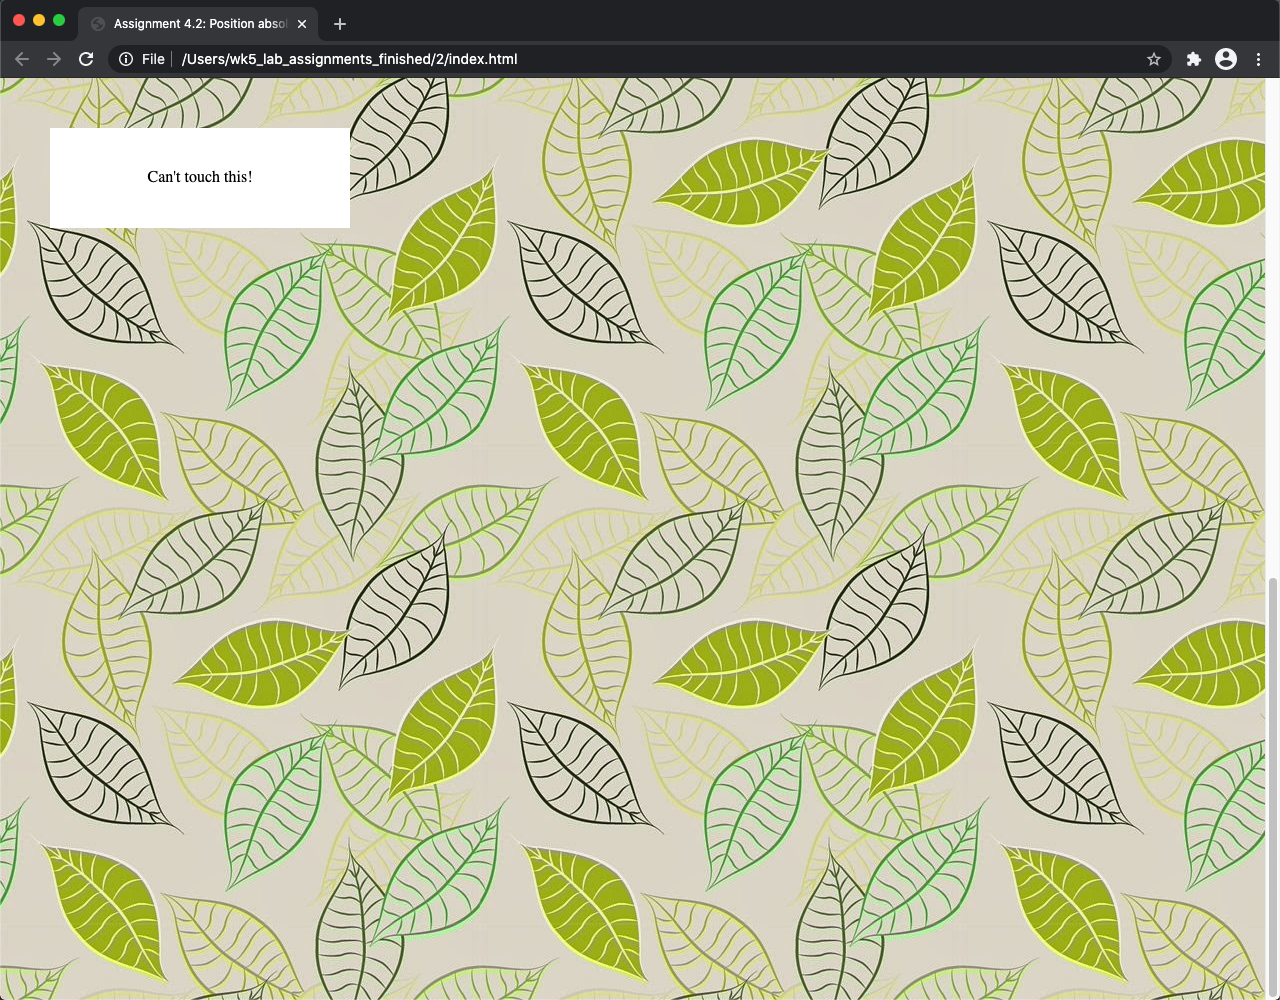 Assignment 4.2: Position absol
File
/Users/wk5_lab_assignments_finished/2/index.html
Can't touch this!